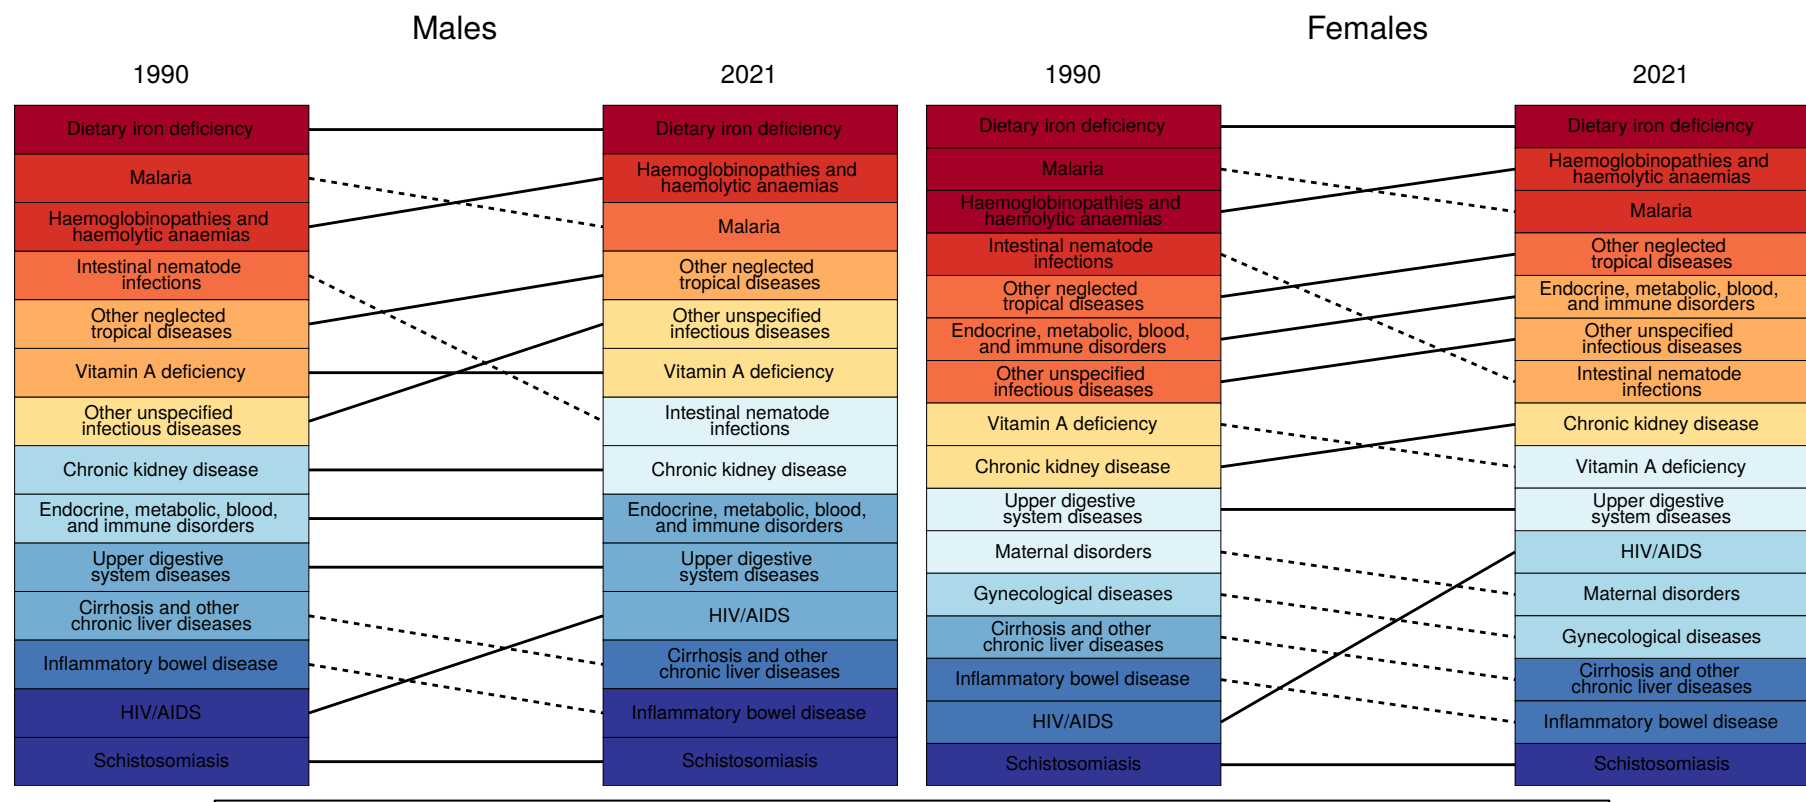 Males
1990
2021
Dietary iron deficiency
Malaria
Haemoglobinopathies and
haemolytic anaemias
Intestinal nematode
infections
Other neglected
tropical diseases
Vitamin A deficiency
Other unspecified
infectious diseases
Chronic kidney disease
Endocrine, metabolic, blood,
and immune disorders
Upper digestive
system diseases
Cirrhosis and other
chronic liver diseases
Inflammatory bowel disease
HIV/AIDS
Schistosomiasis
Dietary iron deficiency
Haemoglobinopathies and
haemolytic anaemias
Malaria
Other neglected
tropical diseases
Other unspecified
infectious diseases
Vitamin A deficiency
Intestinal nematode
infections
Chronic kidney disease
Endocrine, metabolic, blood,
and immune disorders
Upper digestive
system diseases
HIV/AIDS
Cirrhosis and other
chronic liver diseases
Inflammatory bowel disease
Schistosomiasis
Females
1990
2021
Dietary iron deficiency
Malaria
Haemoglobinopathies and
haemolytic anaemias
Intestinal nematode
infections
Other neglected
tropical diseases
Endocrine, metabolic, blood,
and immune disorders
Other unspecified
infectious diseases
Vitamin A deficiency
Chronic kidney disease
Upper digestive
system diseases
Maternal disorders
Gynecological diseases
Cirrhosis and other
chronic liver diseases
Inflammatory bowel disease
HIV/AIDS
Schistosomiasis
Dietary iron deficiency
Haemoglobinopathies and
haemolytic anaemias
Malaria
Other neglected
tropical diseases
Endocrine, metabolic, blood,
and immune disorders
Other unspecified
infectious diseases
Intestinal nematode
infections
Chronic kidney disease
Vitamin A deficiency
Upper digestive
system diseases
HIV/AIDS
Maternal disorders
Gynecological diseases
Cirrhosis and other
chronic liver diseases
Inflammatory bowel disease
Schistosomiasis